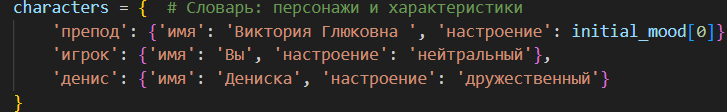 characters = {  # Словарь: персонажи и характеристики
    'препод': {'имя': 'Виктория Глюковна ', 'настроение': initial_mood[0]}
    'игрок': {'имя': 'Вы', 'настроение': 'нейтральный'},
    'денис': {'имя': 'Дениска', 'настроение': 'дружественный'}
}